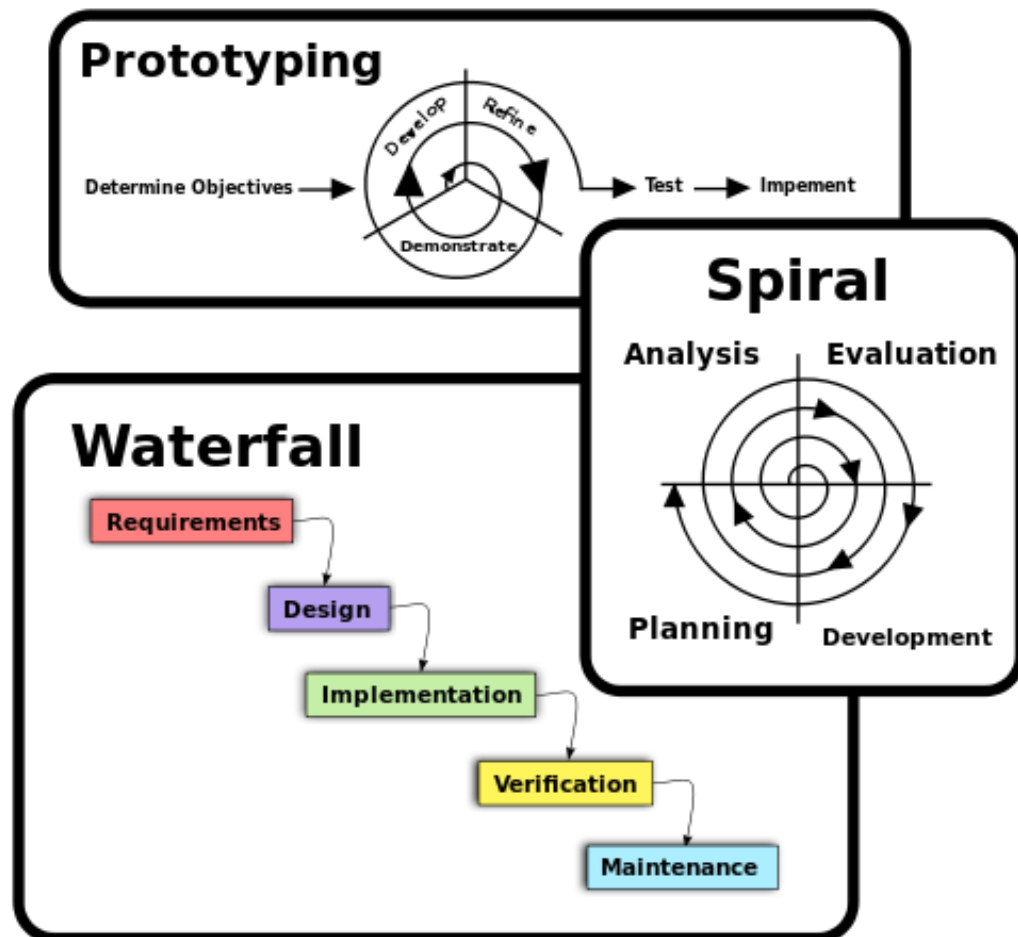 Prototyping
Develop
Refine
Determine Objectives
Test
Impement
Demonstrate
Spiral
Analysis
Evaluation
Planning
Development
Waterfall
Requirements
Design
Implementation
Verification
Maintenance